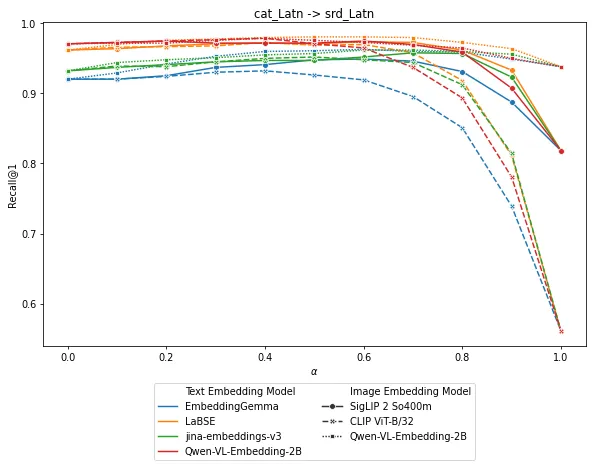 cat_Latn -> srd_Latn
Recall@1
1.0
0.9
0.8
0.7
0.6
0.0 0.2 0.4 0.6 0.8 1.0
α
Text Embedding Model Image Embedding Model
EmbeddingGemma SigLIP 2 So400m
LaBSE CLIP ViT-B/32
jina-embeddings-v3 Qwen-VL-Embedding-2B
Qwen-VL-Embedding-2B